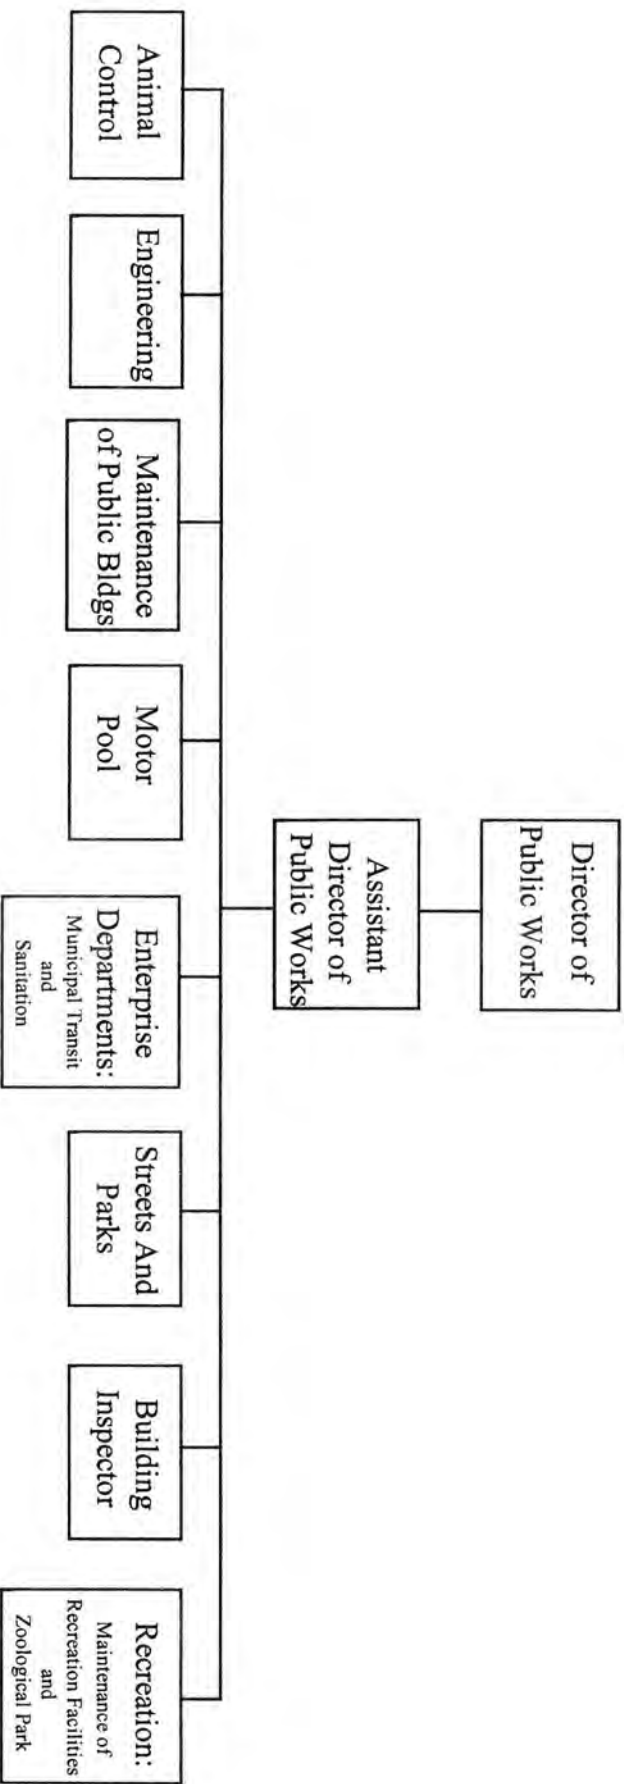 Director of
Public Works
Assistant
Director of
Public Works
Animal
Control
Engineering
Maintenance
of Public Bldgs
Motor
Pool
Enterprise
Departments:
Municipal Transit
and
Sanitation
Streets And
Parks
Building
Inspector
Recreation:
Maintenance of
Recreation Facilities
and
Zoological Park